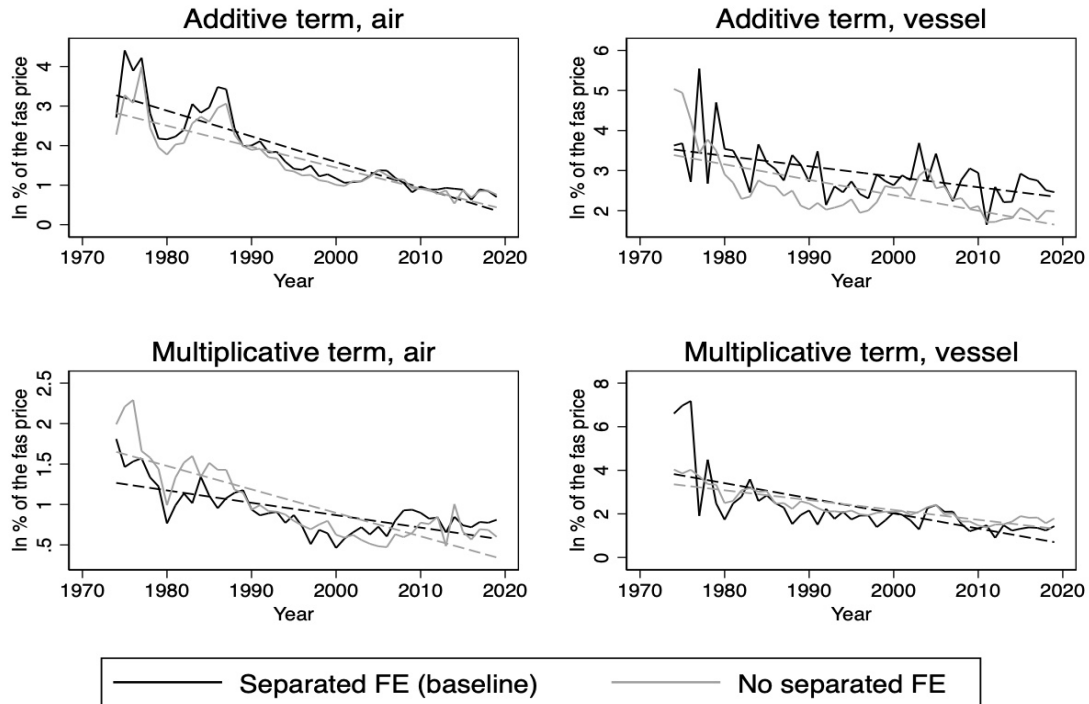 Additive term, air
In % of the fas price
4
3
2
1
0
1970 1980 1990 2000 2010 2020
Year
Additive term, vessel
In % of the fas price
6
5
4
3
2
1970 1980 1990 2000 2010 2020
Year
Multiplicative term, air
In % of the fas price
2.5
2
1.5
1
.5
1970 1980 1990 2000 2010 2020
Year
Multiplicative term, vessel
In % of the fas price
8
6
4
2
0
1970 1980 1990 2000 2010 2020
Year
Separated FE (baseline)
No separated FE